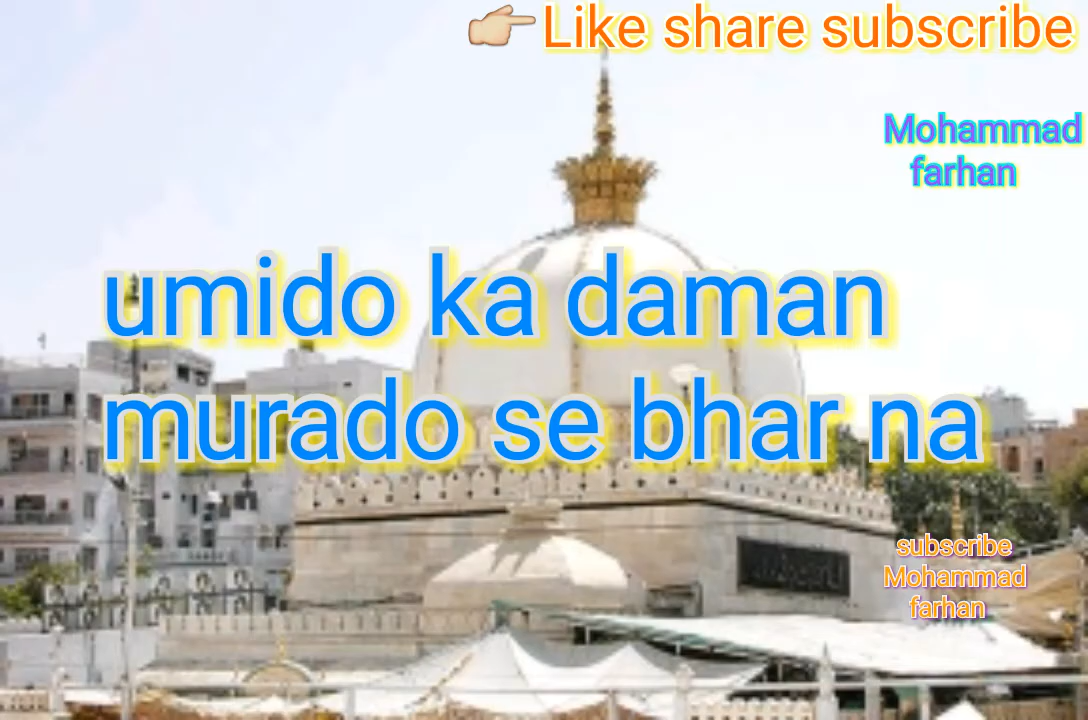 👉Like share subscribe
Mohammad
farhan
umido ka daman
murado se bhar na
subscribe
Mohammad
farhan